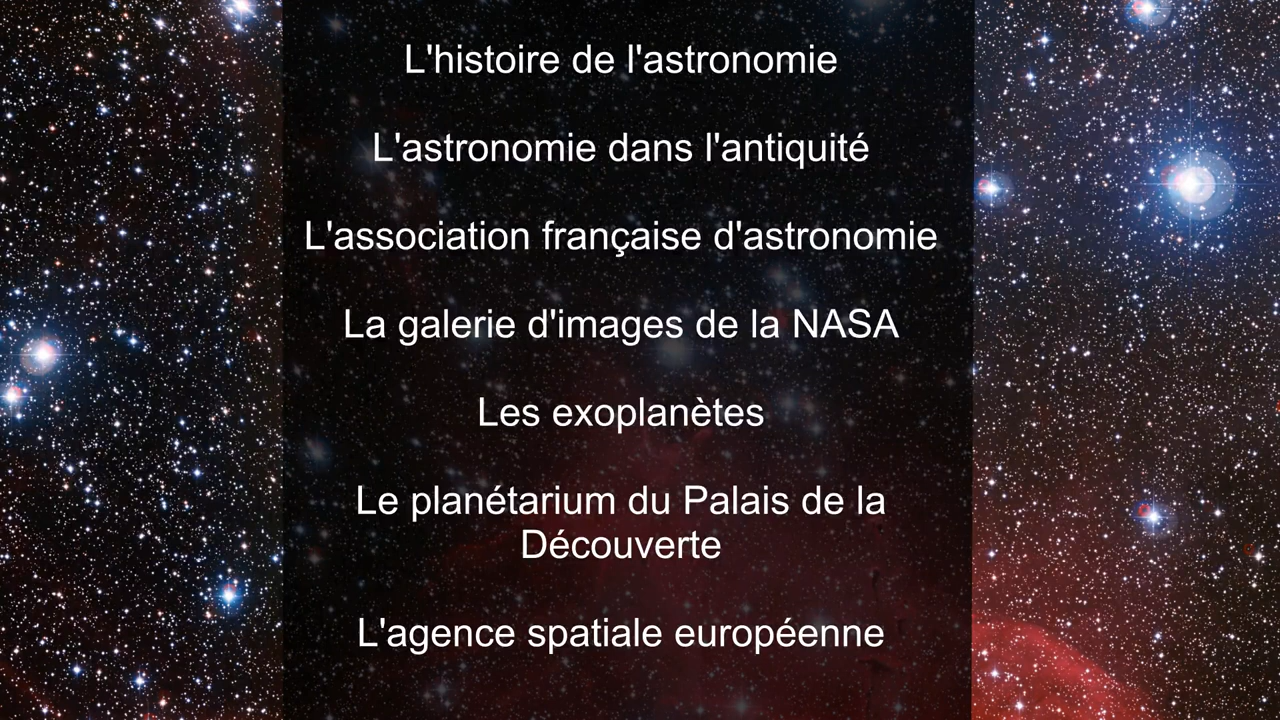 L'histoire de l'astronomie
L'astronomie dans l'antiquité
L'association française d'astronomie
La galerie d'images de la NASA
Les exoplanètes
Le planétarium du Palais de la
Découverte
L'agence spatiale européenne